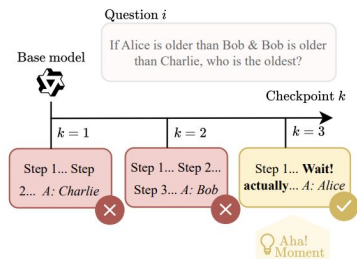 Question i
If Alice is older than Bob & Bob is older
than Charlie, who is the oldest?
Base model
Checkpoint k
k = 1
k = 2
k = 3
Step 1... Step
2... A: Charlie
Step 1... Step 2...
Step 3... A: Bob
Step 1... Wait!
actually... A: Alice
Aha!
Moment